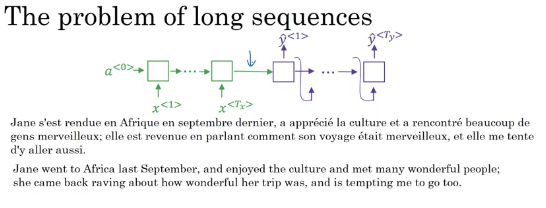 The problem of long sequences
ŷ<1> ŷ<Ty>
a<0> ... ...
x<1> x<Tx>
Jane s'est rendue en Afrique en septembre dernier, a apprécié la culture et a rencontré beaucoup de
gens merveilleux; elle est revenue en parlant comment son voyage était merveilleux, et elle me tente
d'y aller aussi.
Jane went to Africa last September, and enjoyed the culture and met many wonderful people;
she came back raving about how wonderful her trip was, and is tempting me to go too.